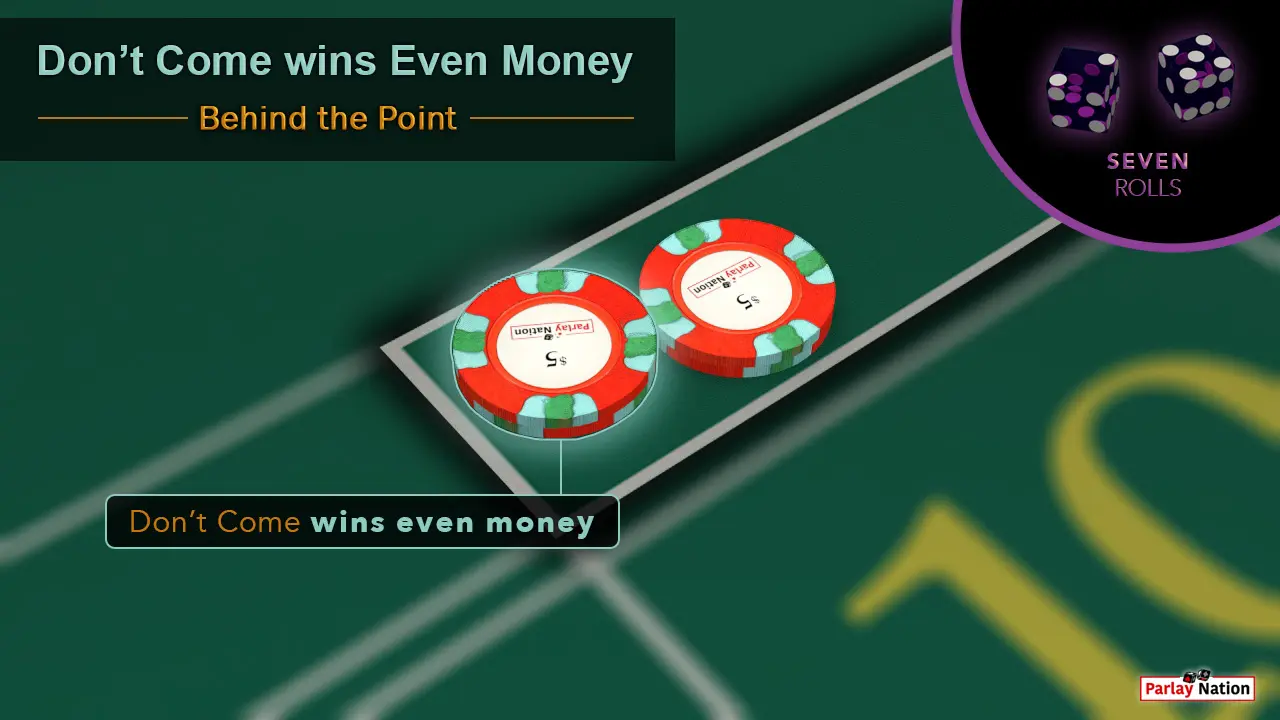 Don't Come wins Even Money
Behind the Point
SEVEN
ROLLS
Parlay Nation
$5
Parlay Nation
$5
Don't Come wins even money
10
Parlay Nation